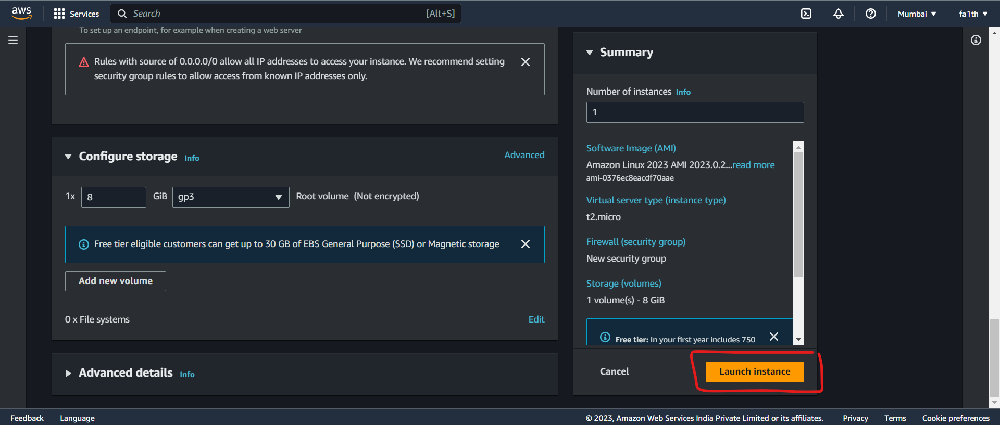 aws
Services
Search
[Alt+S]
Mumbai
fa1th
To set up an endpoint, for example when creating a web server
Rules with source of 0.0.0.0/0 allow all IP addresses to access your instance. We recommend setting
security group rules to allow access from known IP addresses only.
Configure storage Info
Advanced
1x 8 GiB gp3 Root volume (Not encrypted)
Free tier eligible customers can get up to 30 GB of EBS General Purpose (SSD) or Magnetic storage
Add new volume
0 x File systems
Edit
Advanced details Info
Summary
Number of instances Info
1
Software Image (AMI)
Amazon Linux 2023 AMI 2023.0.2...read more
ami-0376ec8eacdf70aae
Virtual server type (instance type)
t2.micro
Firewall (security group)
New security group
Storage (volumes)
1 volume(s) - 8 GiB
Free tier: In your first year includes 750
Cancel
Launch instance
Feedback
Language
© 2023, Amazon Web Services India Private Limited or its affiliates.
Privacy
Terms
Cookie preferences